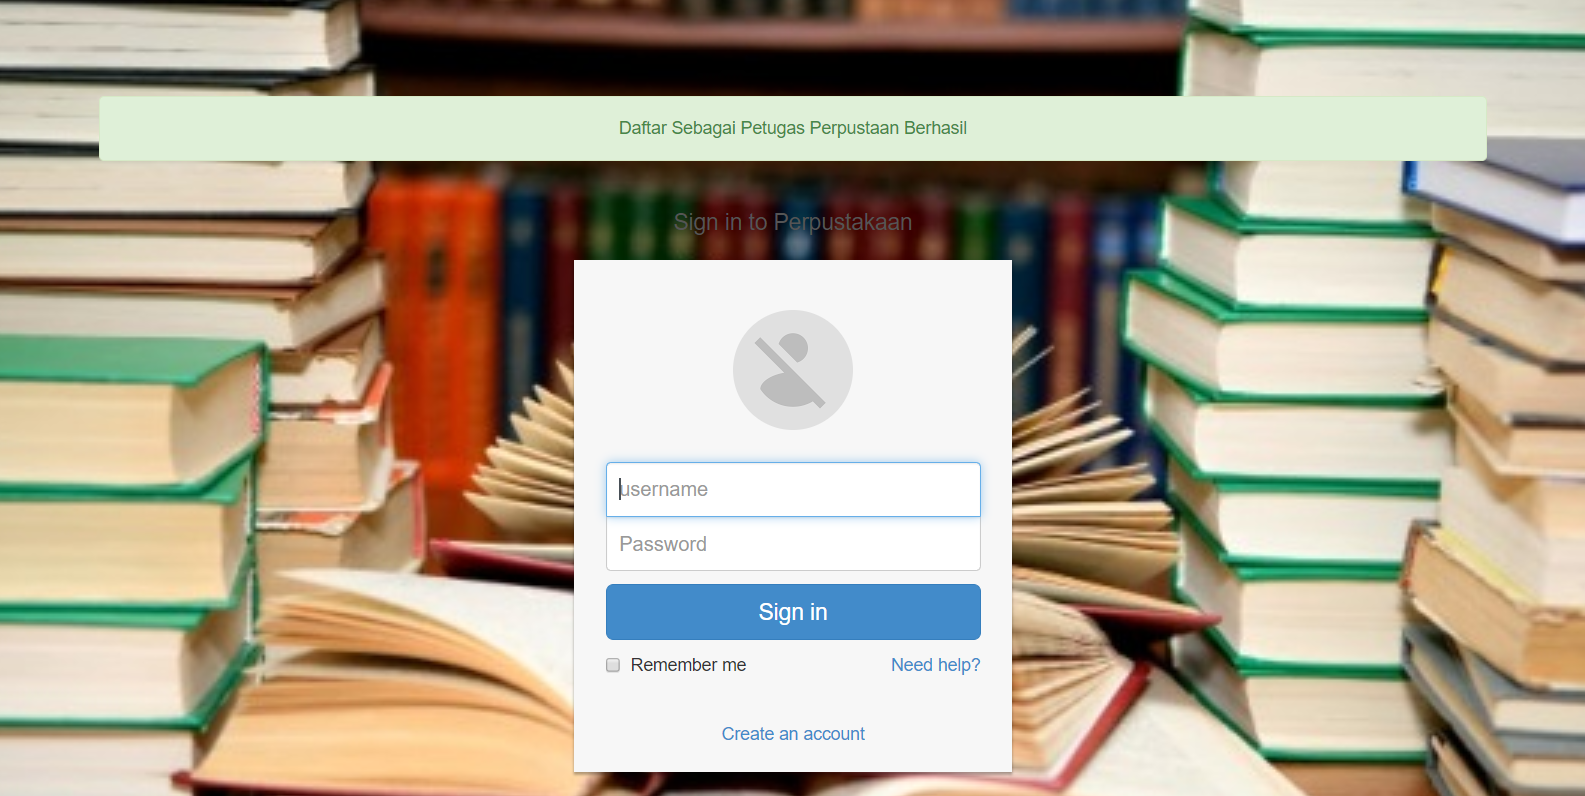 Daftar Sebagai Petugas Perpustaan Berhasil
Sign in to Perpustakaan
username
Password
Sign in
Remember me
Need help?
Create an account